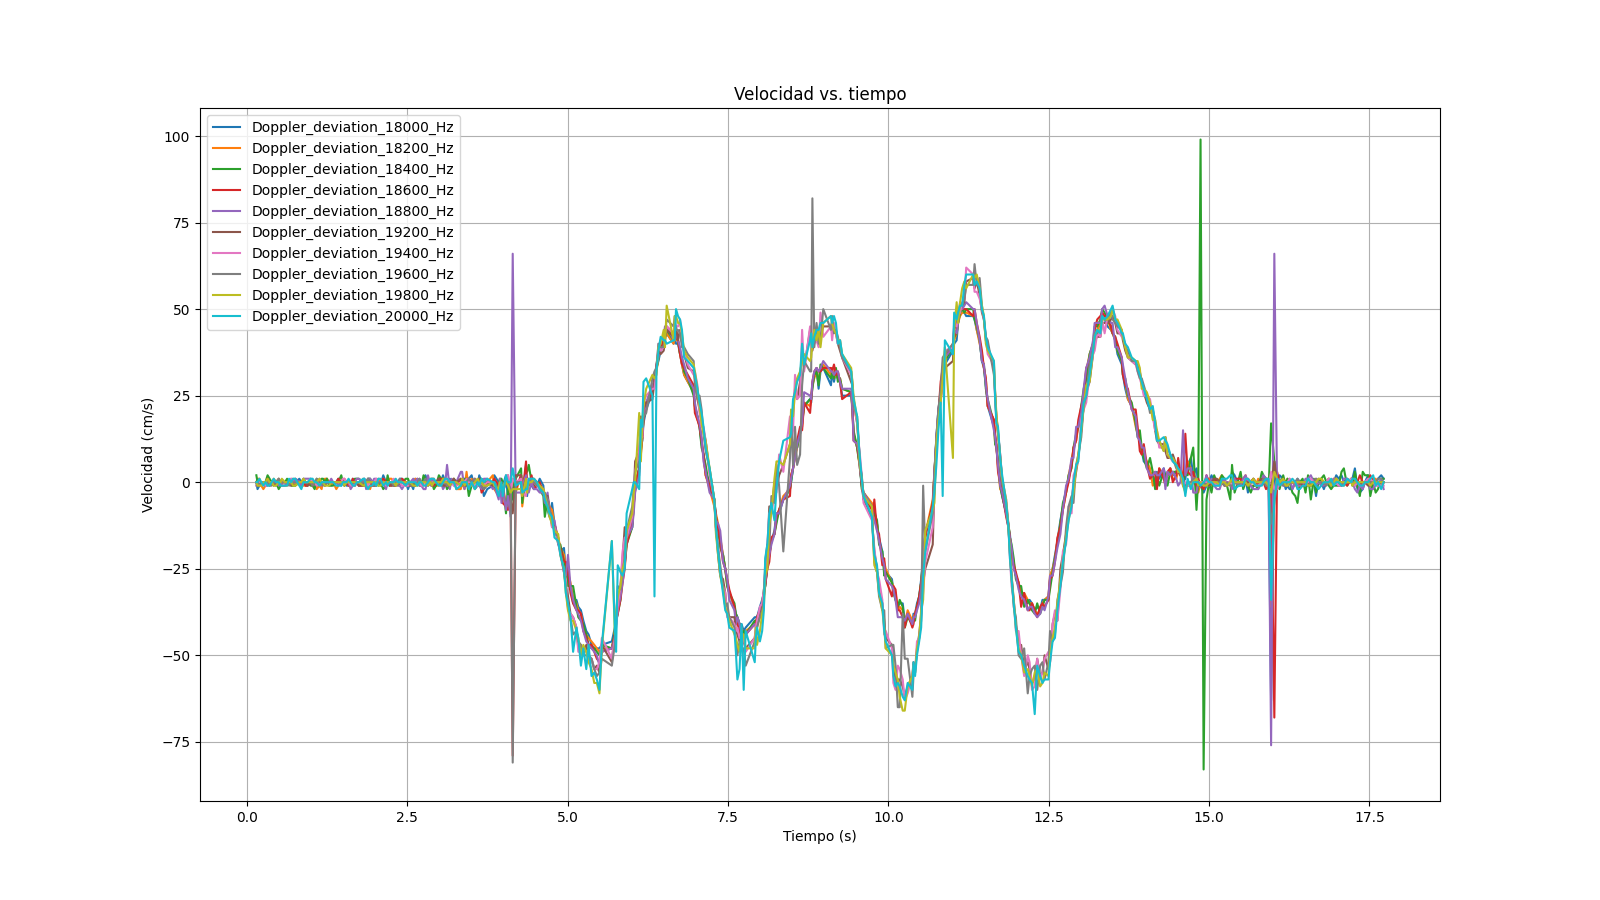 Velocidad vs. tiempo
Doppler_deviation_18000_Hz
Doppler_deviation_18200_Hz
Doppler_deviation_18400_Hz
Doppler_deviation_18600_Hz
Doppler_deviation_18800_Hz
Doppler_deviation_19200_Hz
Doppler_deviation_19400_Hz
Doppler_deviation_19600_Hz
Doppler_deviation_19800_Hz
Doppler_deviation_20000_Hz
100
75
50
25
0
−25
−50
−75
Velocidad (cm/s)
0.0 2.5 5.0 7.5 10.0 12.5 15.0 17.5
Tiempo (s)